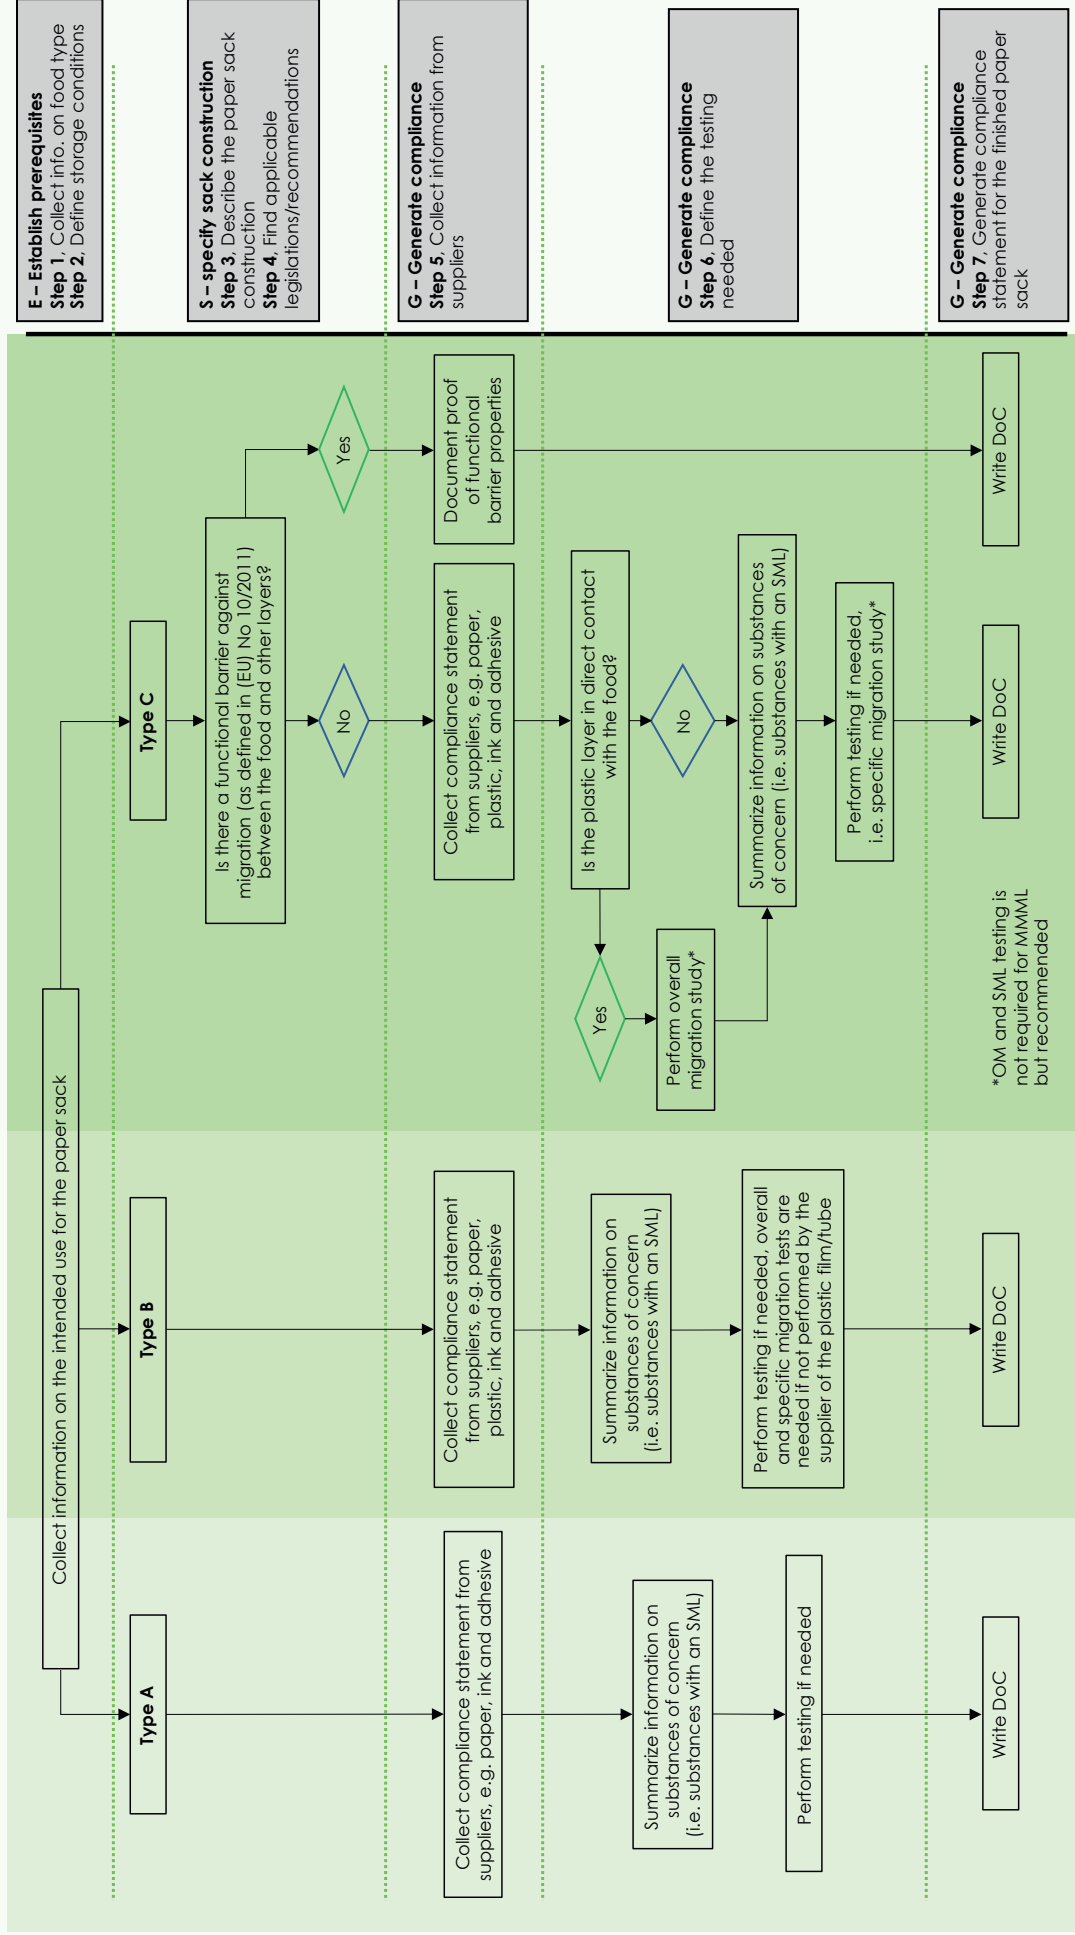 Collect information on the intended use for the paper sack
E – Establish prerequisites
Step 1, Collect info. on food type
Step 2, Define storage conditions
Type A
Type B
Type C
Is there a functional barrier against
migration (as defined in (EU) No 10/2011)
between the food and other layers?
No
Yes
S – specify sack construction
Step 3, Describe the paper sack
construction
Step 4, Find applicable
legislations/recommendations
Collect compliance statement from
suppliers, e.g. paper, ink and adhesive
Collect compliance statement
from suppliers, e.g. paper,
plastic, ink and adhesive
Collect compliance statement
from suppliers, e.g. paper,
plastic, ink and adhesive
Document proof
of functional
barrier properties
G – Generate compliance
Step 5, Collect information from
suppliers
Summarize information on
substances of concern
(i.e. substances with an SML)
Perform testing if needed
Summarize information on
substances of concern
(i.e. substances with an SML)
Perform testing if needed, overall
and specific migration tests are
needed if not performed by the
supplier of the plastic film/tube
Is the plastic layer in direct contact
with the food?
Yes
No
Perform overall
migration study*
Summarize information on substances
of concern (i.e. substances with an SML)
Perform testing if needed,
i.e. specific migration study*
G – Generate compliance
Step 6, Define the testing
needed
Write DoC
Write DoC
*OM and SML testing is
not required for MMML
but recommended
Write DoC
Write DoC
G – Generate compliance
Step 7, Generate compliance
statement for the finished paper
sack